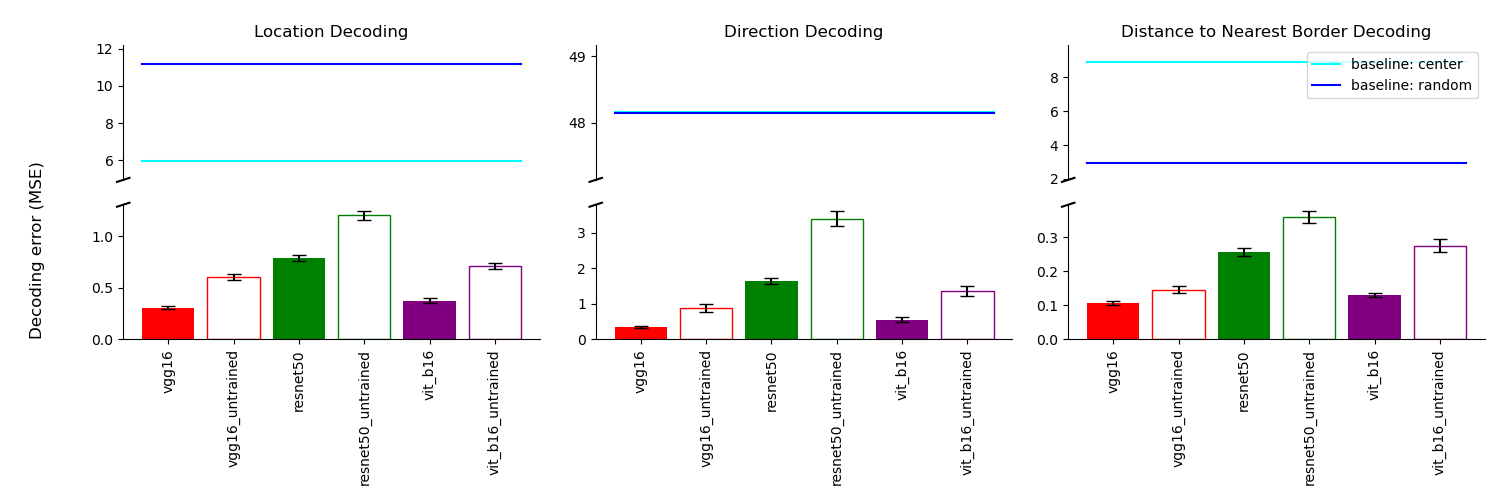 Decoding error (MSE)
Location Decoding
12
10
8
6
1.0
0.5
0.0
vgg16
vgg16_untrained
resnet50
resnet50_untrained
vit_b16
vit_b16_untrained
Direction Decoding
49
48
3
2
1
0
vgg16
vgg16_untrained
resnet50
resnet50_untrained
vit_b16
vit_b16_untrained
Distance to Nearest Border Decoding
baseline: center
baseline: random
8
6
4
2
0.3
0.2
0.1
0.0
vgg16
vgg16_untrained
resnet50
resnet50_untrained
vit_b16
vit_b16_untrained